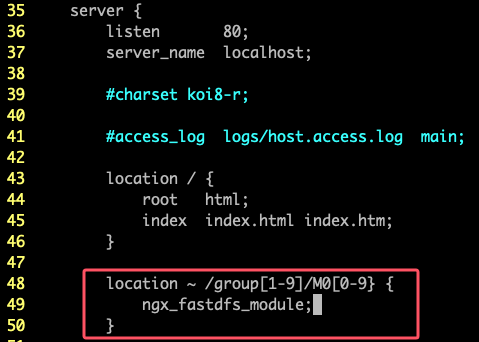 35     server {
36         listen       80;
37         server_name  localhost;
38
39         #charset koi8-r;
40
41         #access_log  logs/host.access.log  main;
42
43         location / {
44             root   html;
45             index  index.html index.htm;
46         }
47
48         location ~ /group[1-9]/M0[0-9} {
49             ngx_fastdfs_module;
50         }